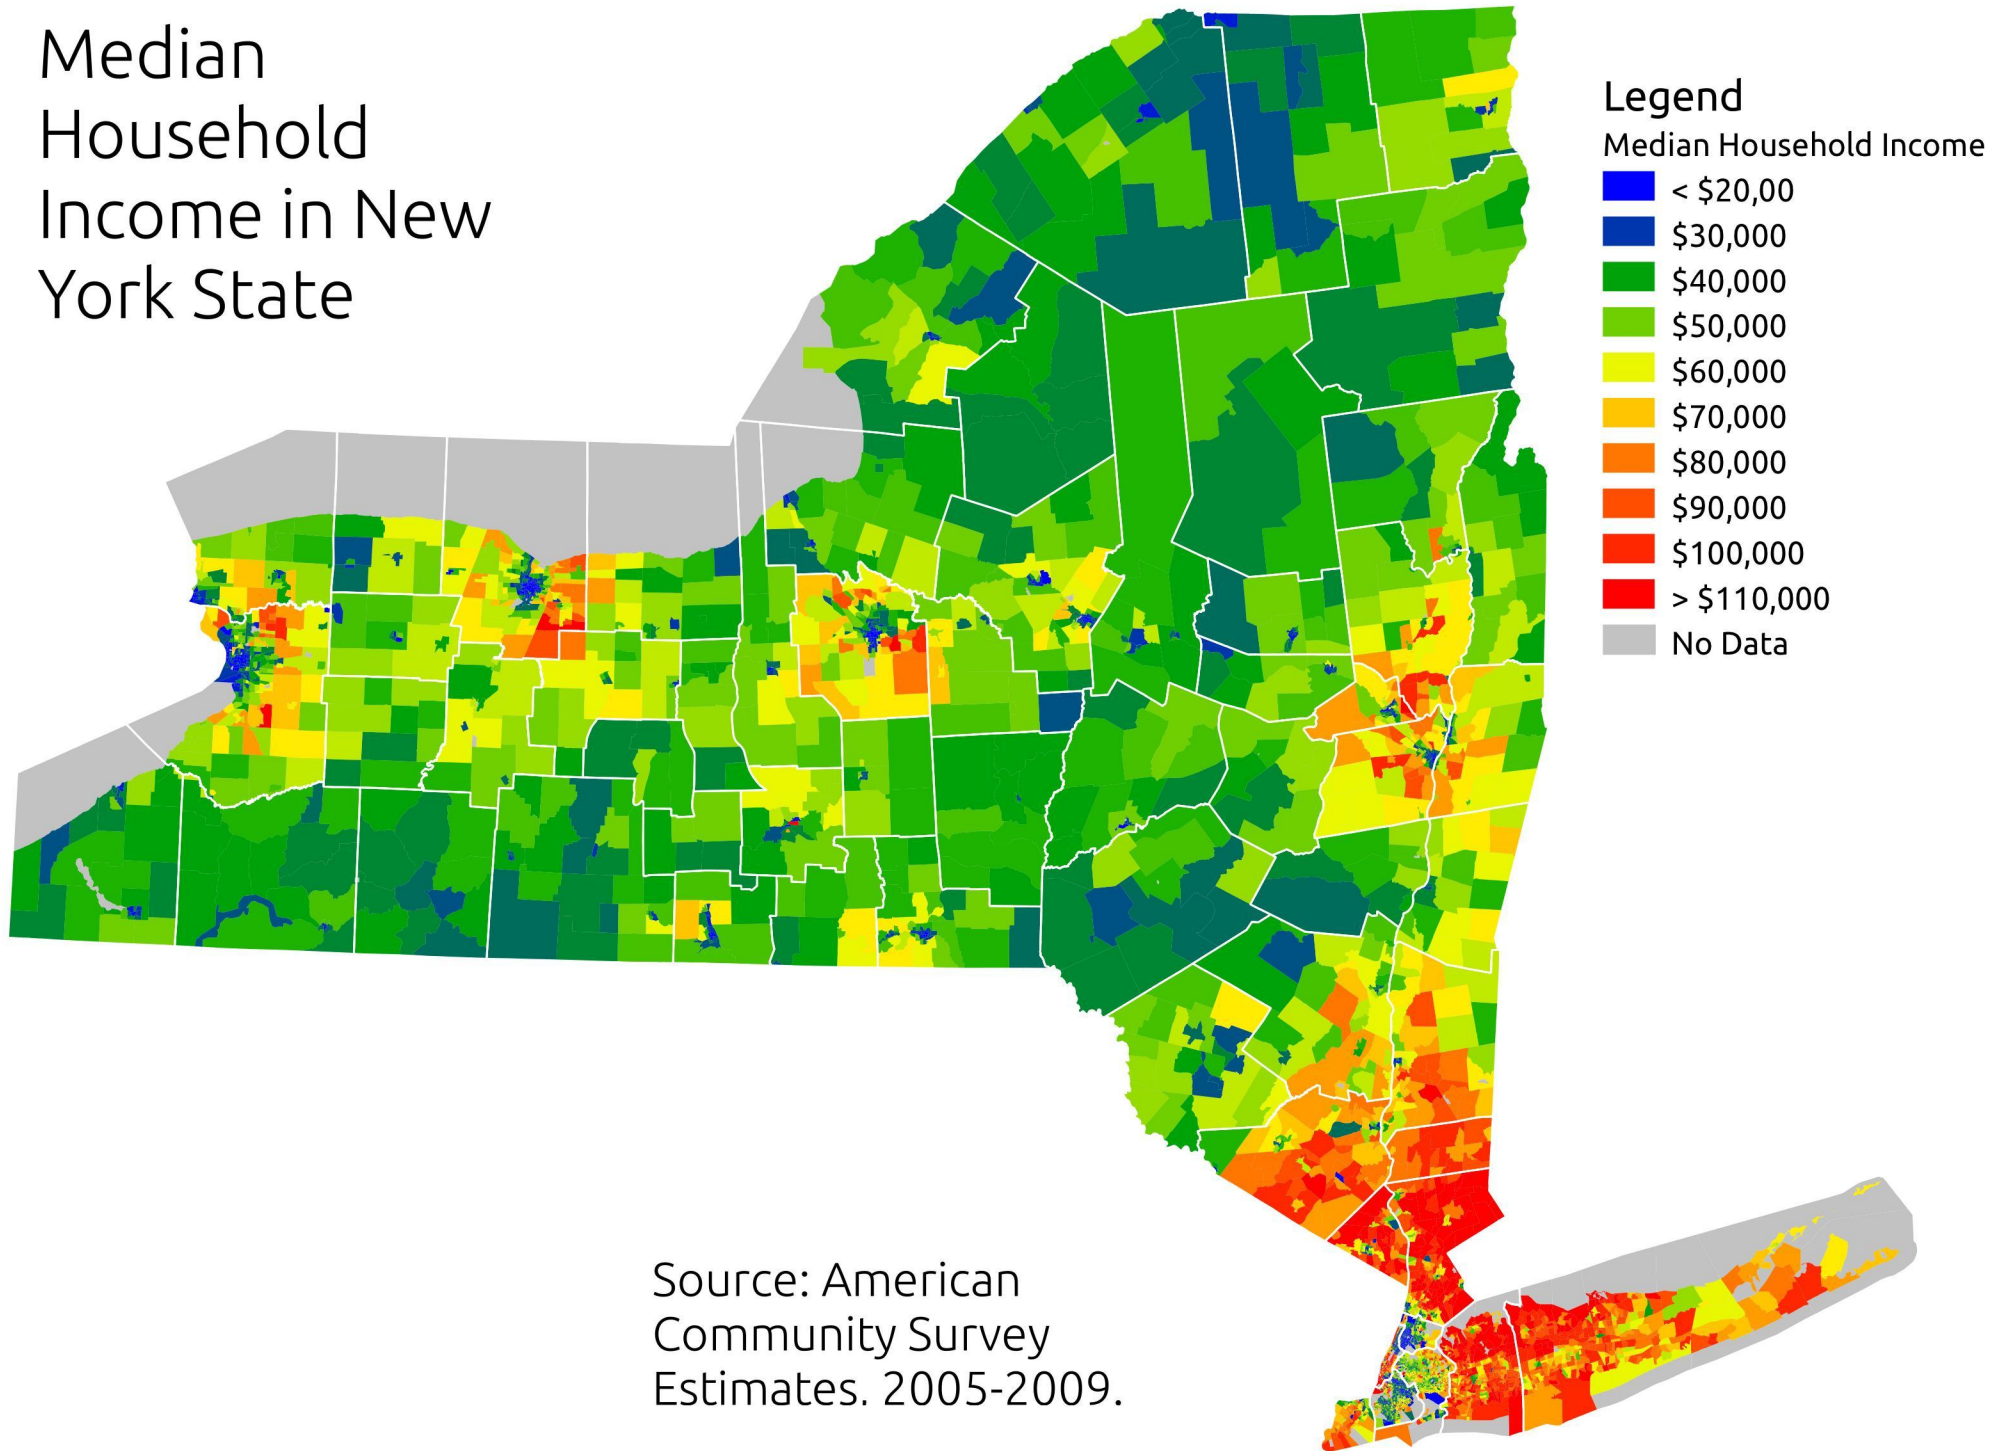 Median
Household
Income in New
York State
Legend
Median Household Income
< $20,00
$30,000
$40,000
$50,000
$60,000
$70,000
$80,000
$90,000
$100,000
> $110,000
No Data
Source: American
Community Survey
Estimates. 2005-2009.